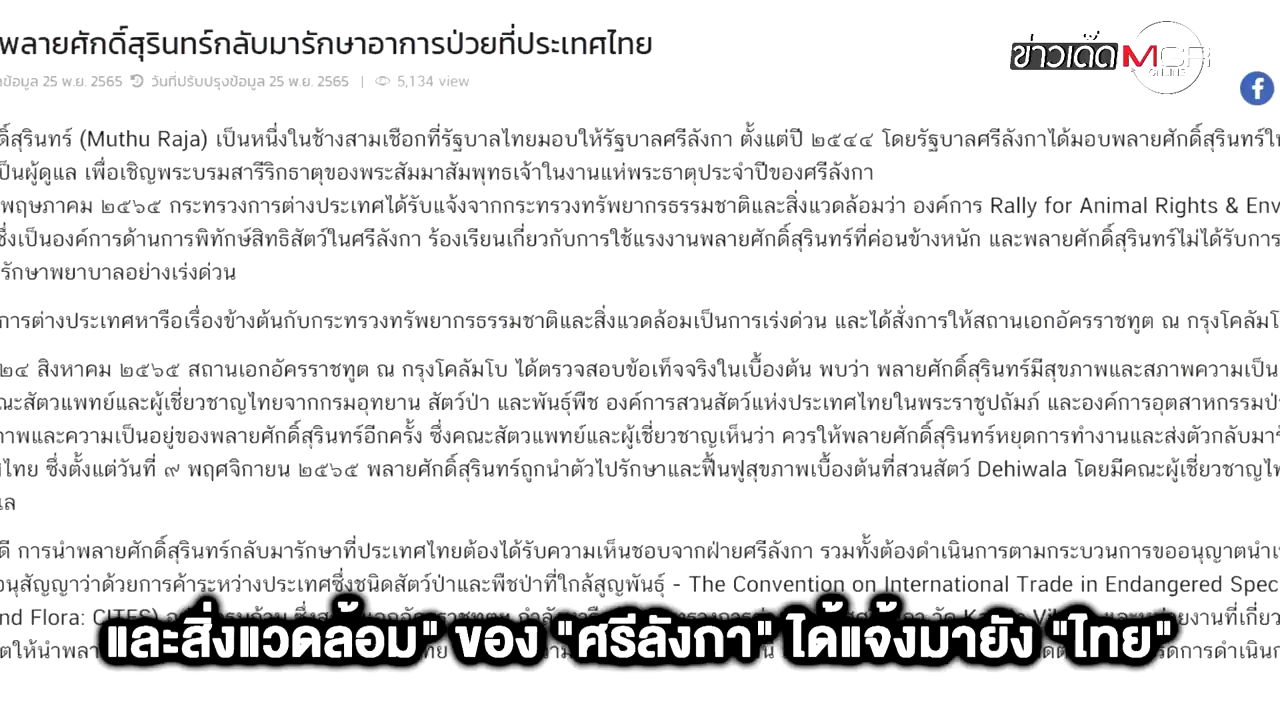 พลายศักดิ์สุรินทร์กลับมารักษาอาการป่วยที่ประเทศไทย
ข่าวเด็ด MGR ONLINE
ข้อมูล 25 พ.ย. 2565 วันที่ปรับปรุงข้อมูล 25 พ.ย. 2565 | 5,134 view
ดิ์สุรินทร์ (Muthu Raja) เป็นหนึ่งในช้างสามเชือกที่รัฐบาลไทยมอบให้รัฐบาลศรีลังกา ตั้งแต่ปี ๒๕๔๔ โดยรัฐบาลศรีลังกาได้มอบพลายศักดิ์สุรินทร์ให้
ป็นผู้ดูแล เพื่อเชิญพระบรมสารีริกธาตุของพระสัมมาสัมพุทธเจ้าในงานแห่พระธาตุประจำปีของศรีลังกา
พฤษภาคม ๒๕๖๕ กระทรวงการต่างประเทศได้รับแจ้งจากกระทรวงทรัพยากรธรรมชาติและสิ่งแวดล้อมว่า องค์การ Rally for Animal Rights & Env
ซึ่งเป็นองค์การด้านการพิทักษ์สิทธิสัตว์ในศรีลังกา ร้องเรียนเกี่ยวกับการใช้แรงงานพลายศักดิ์สุรินทร์ที่ค่อนข้างหนัก และพลายศักดิ์สุรินทร์ไม่ได้รับการ
รักษาพยาบาลอย่างเร่งด่วน
การต่างประเทศหารือเรื่องข้างต้นกับกระทรวงทรัพยากรธรรมชาติและสิ่งแวดล้อมเป็นการเร่งด่วน และได้สั่งการให้สถานเอกอัครราชทูต ณ กรุงโคลัมโ
๒๔ สิงหาคม ๒๕๖๕ สถานเอกอัครราชทูต ณ กรุงโคลัมโบ ได้ตรวจสอบข้อเท็จจริงในเบื้องต้น พบว่า พลายศักดิ์สุรินทร์มีสุขภาพและสภาพความเป็น
ณะสัตวแพทย์และผู้เชี่ยวชาญไทยจากกรมอุทยาน สัตว์ป่า และพันธุ์พืช องค์การสวนสัตว์แห่งประเทศไทยในพระราชูปถัมภ์ และองค์การอุตสาหกรรมป่
าพและความเป็นอยู่ของพลายศักดิ์สุรินทร์อีกครั้ง ซึ่งคณะสัตวแพทย์และผู้เชี่ยวชาญเห็นว่า ควรให้พลายศักดิ์สุรินทร์หยุดการทำงานและส่งตัวกลับมารั
ไทย ซึ่งตั้งแต่วันที่ ๙ พฤศจิกายน ๒๕๖๕ พลายศักดิ์สุรินทร์ถูกนำตัวไปรักษาและฟื้นฟูสุขภาพเบื้องต้นที่สวนสัตว์ Dehiwala โดยมีคณะผู้เชี่ยวชาญไท
ล
ดี การนำพลายศักดิ์สุรินทร์กลับมารักษาที่ประเทศไทยต้องได้รับความเห็นชอบจากฝ่ายศรีลังกา รวมทั้งต้องดำเนินการตามกระบวนการขออนุญาตนำเ
อนุสัญญาว่าด้วยการค้าระหว่างประเทศซึ่งชนิดสัตว์ป่าและพืชป่าที่ใกล้สูญพันธุ์ - The Convention on International Trade in Endangered Spec
nd Flora:
และสิ่งแวดล้อม" ของ "ศรีลังกา" ได้แจ้งมายัง "ไทย"